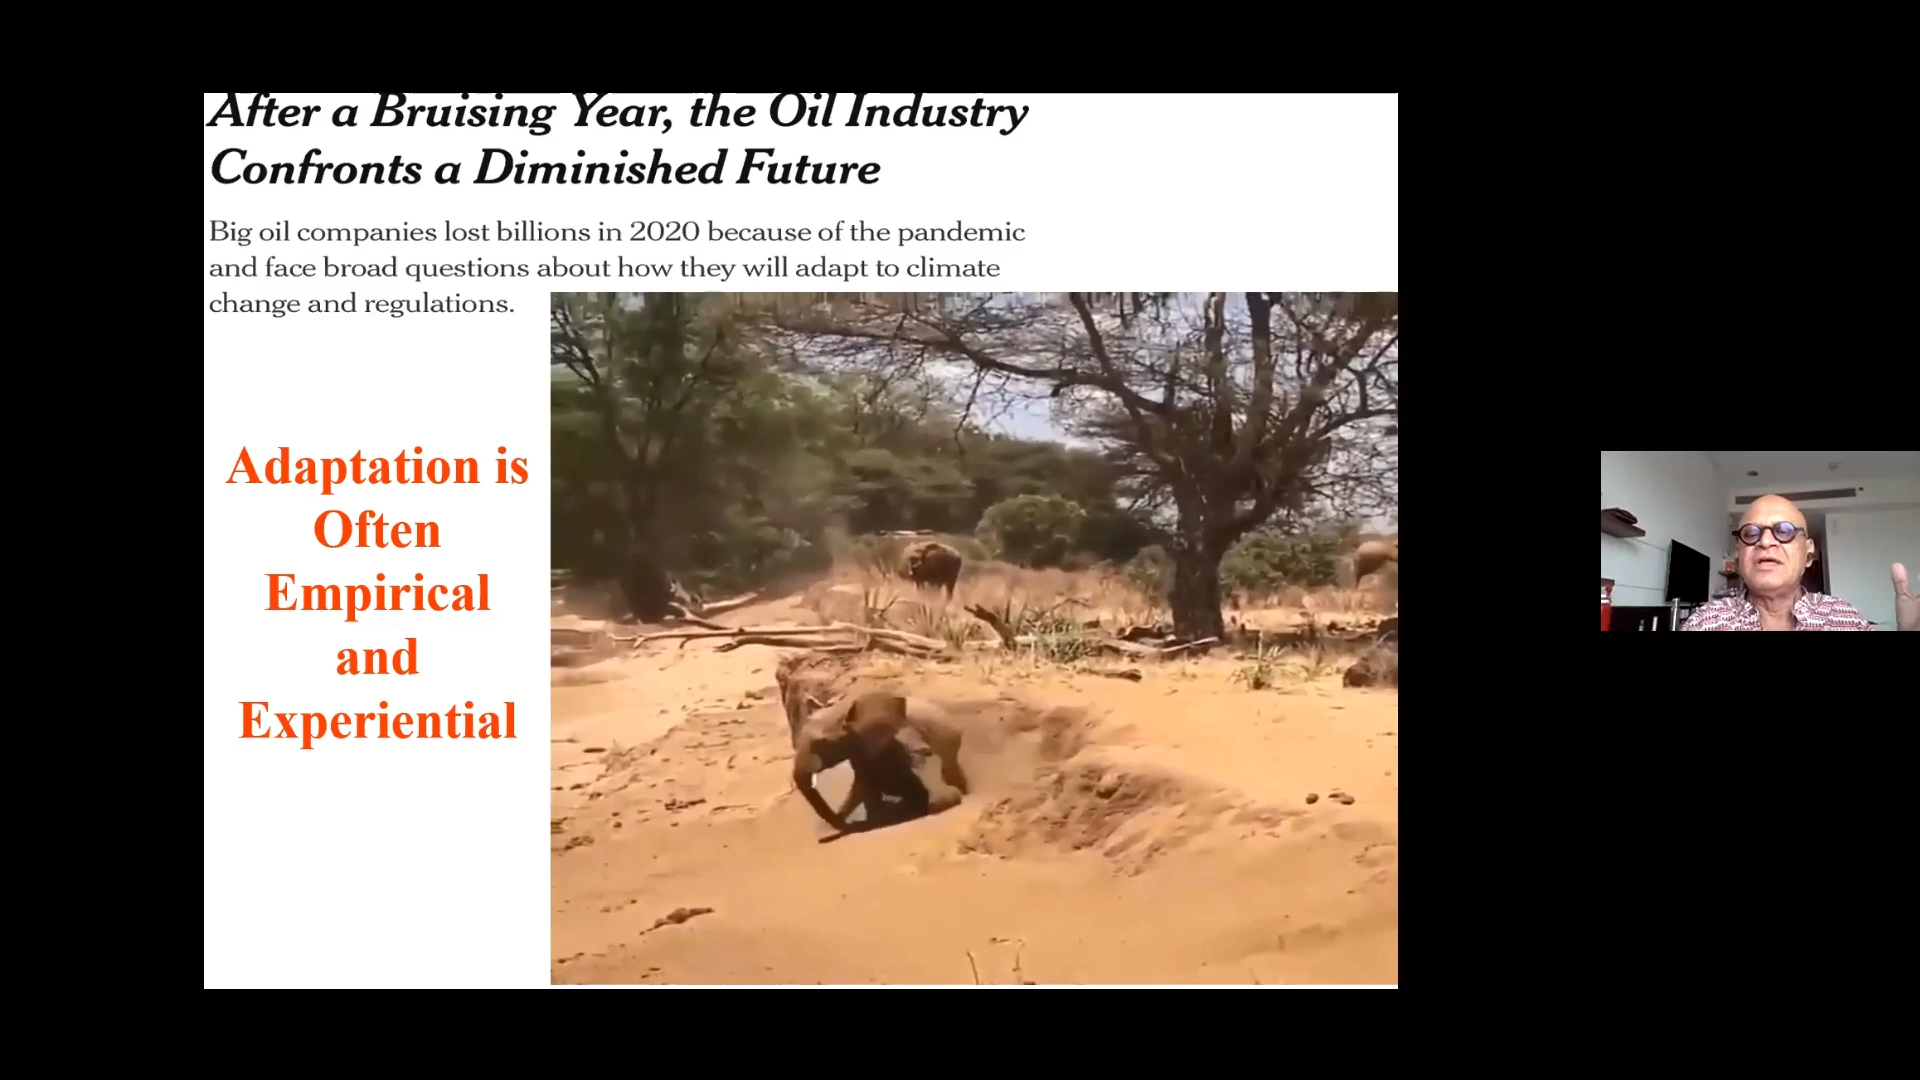 After a Bruising Year, the Oil Industry
Confronts a Diminished Future
Big oil companies lost billions in 2020 because of the pandemic
and face broad questions about how they will adapt to climate
change and regulations.
Adaptation is
Often
Empirical
and
Experiential